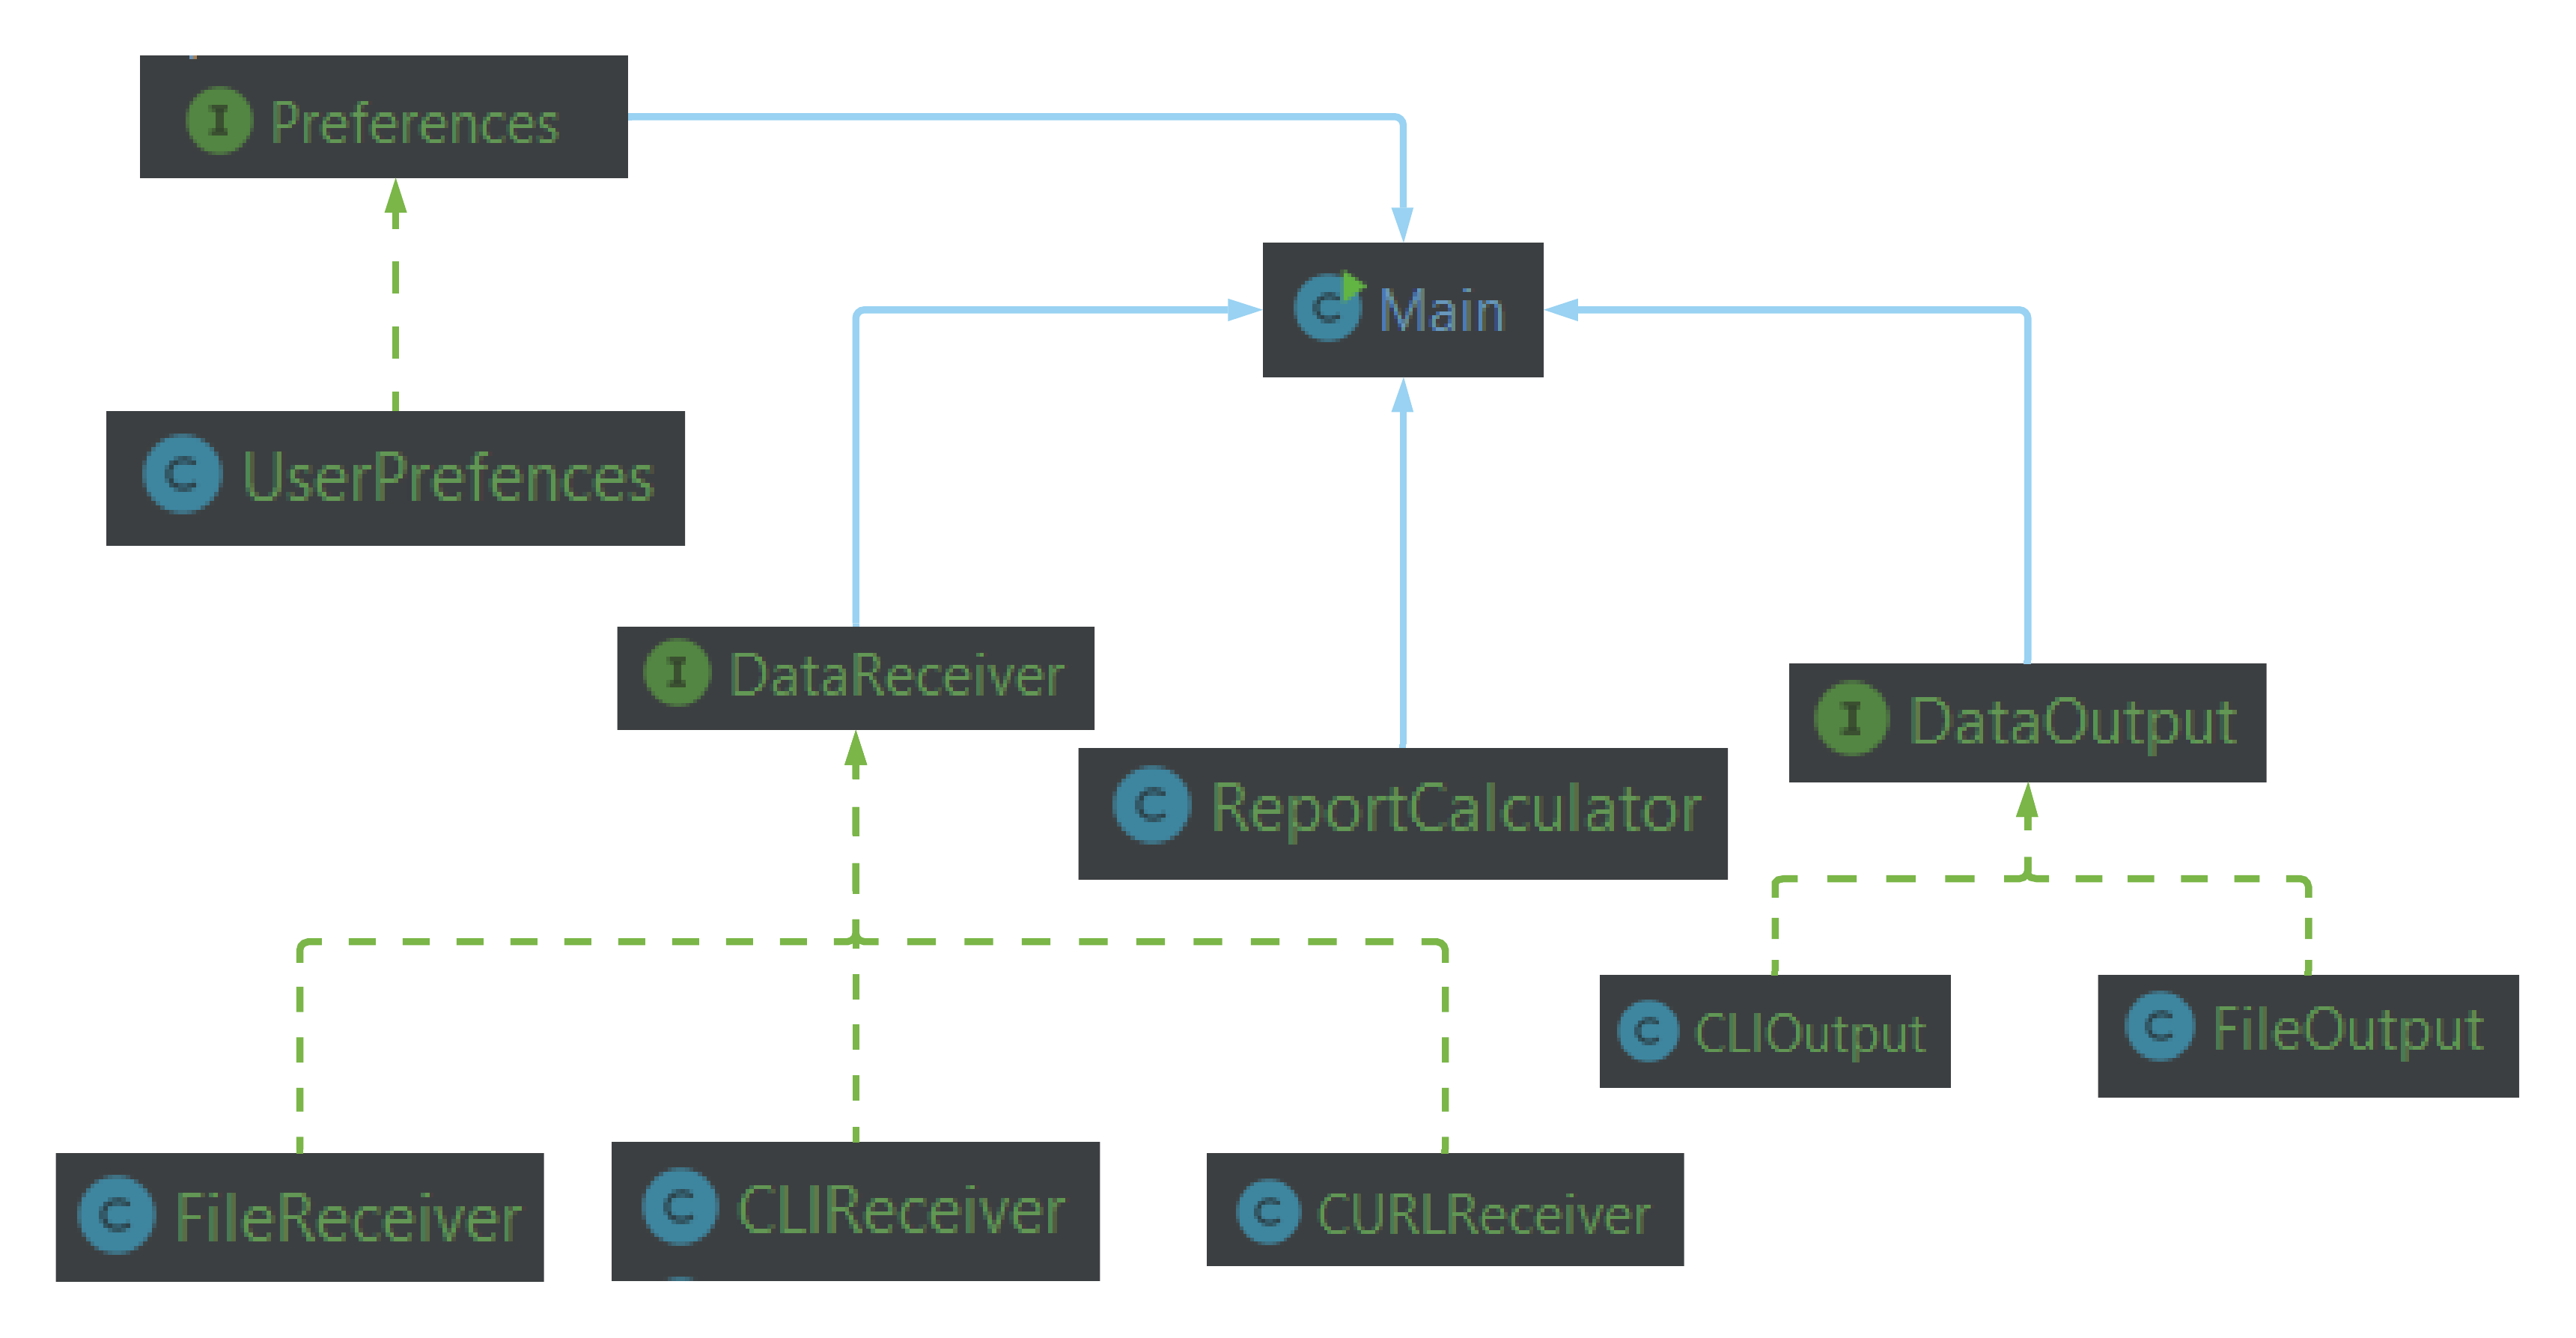 I Preferences
C Main
C UserPrefences
I DataReceiver
I DataOutput
C ReportCalculator
C CLIOutput
C FileOutput
C FileReceiver
C CLIReceiver
C CURLReceiver